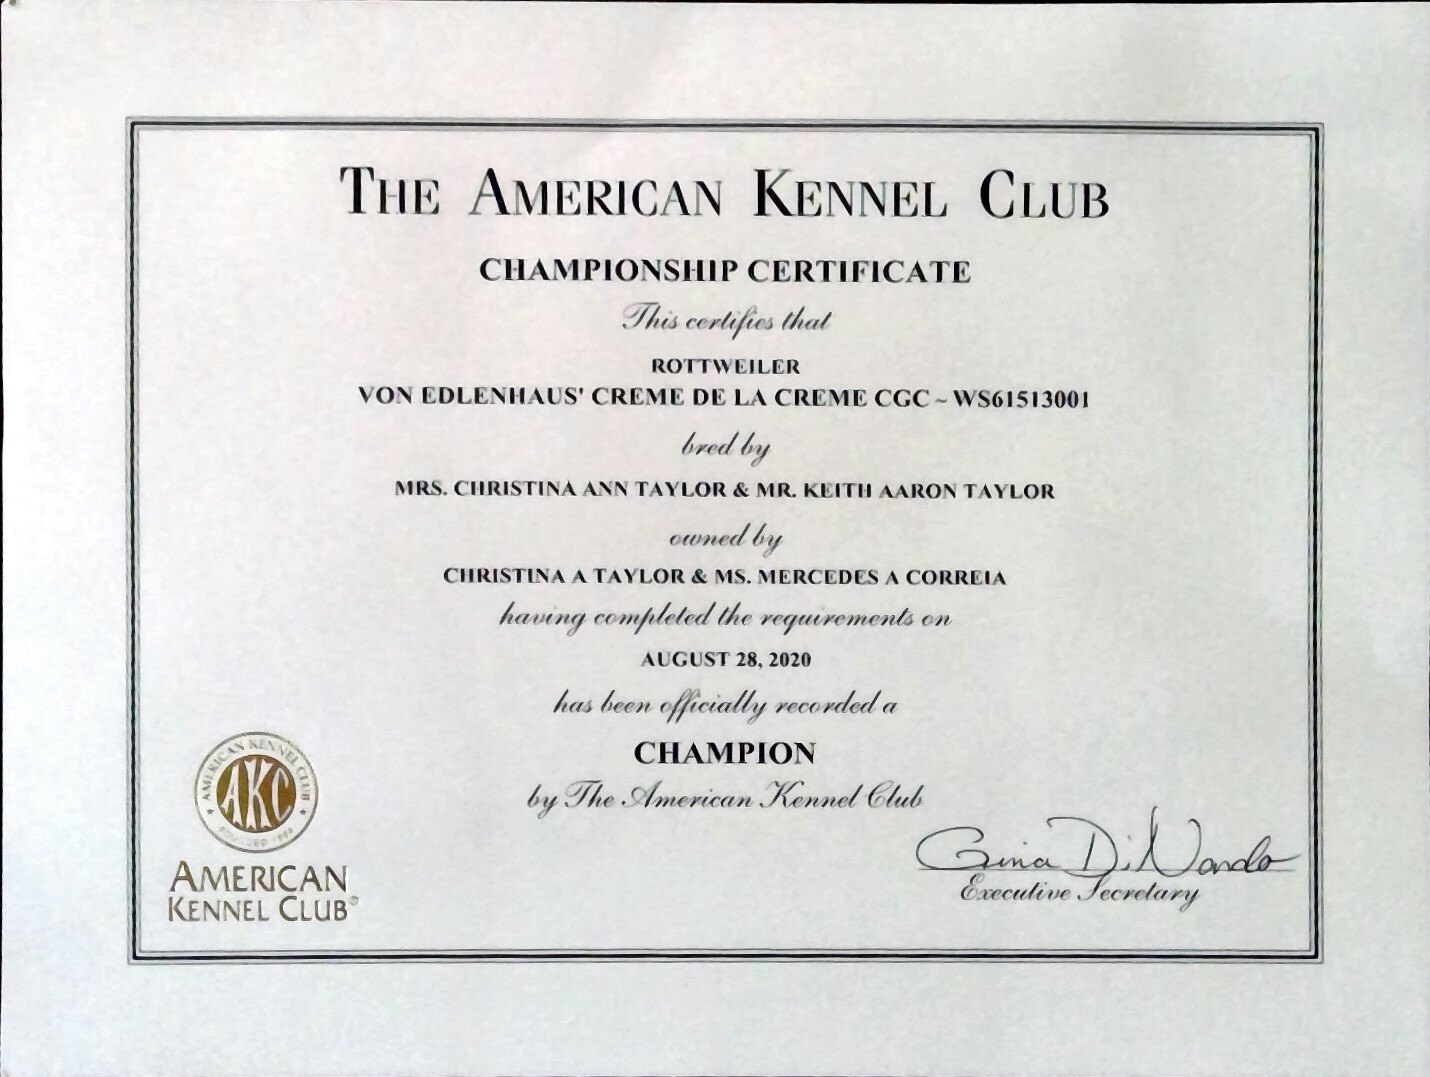 THE AMERICAN KENNEL CLUB
CHAMPIONSHIP CERTIFICATE
This certifies that
ROTTWEILER
VON EDLENHAUS' CREME DE LA CREME CGC ~ WS61513001
bred by
MRS. CHRISTINA ANN TAYLOR & MR. KEITH AARON TAYLOR
owned by
CHRISTINA A TAYLOR & MS. MERCEDES A CORREIA
having completed the requirements on
AUGUST 28, 2020
has been officially recorded a
CHAMPION
by The American Kennel Club
AMERICAN KENNEL CLUB
AKC
FOUNDED 1884
AMERICAN
KENNEL CLUB®
Gina DiNardo
Executive Secretary